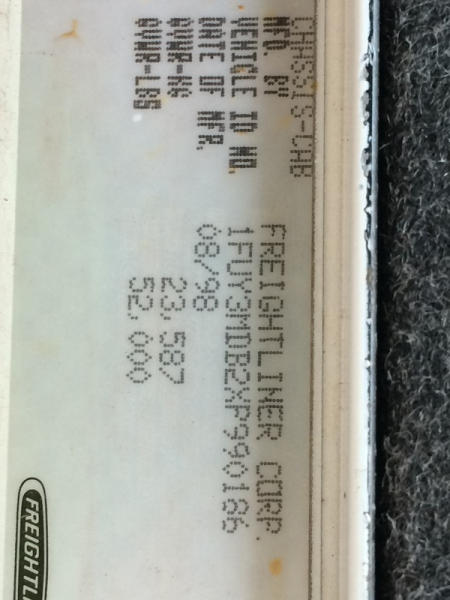 CHASSIS-CAB
MFD. BY FREIGHTLINER CORP.
VEHICLE ID NO. 1FUY3MDB2XP990186
DATE OF MFR. 08/98
GVWR-KG 23,587
GVWR-LBS 52,000
FREIGHTLI